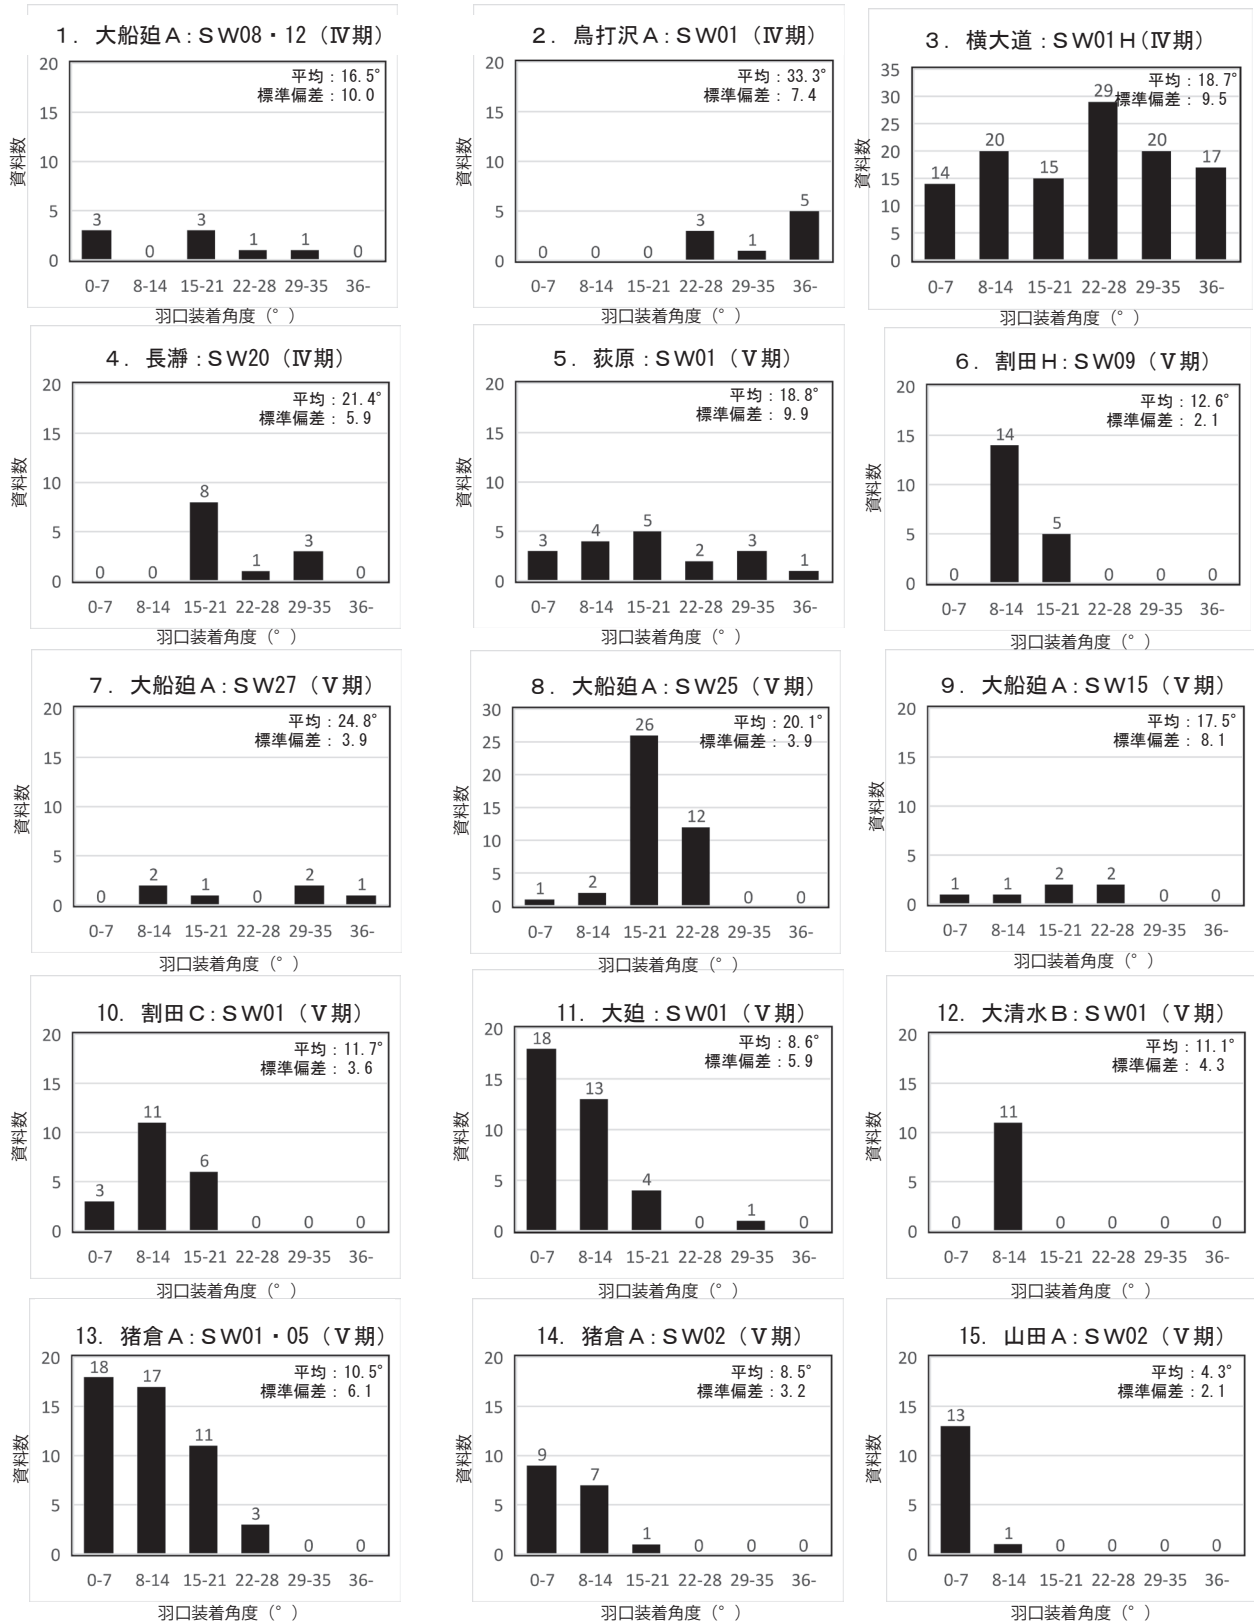 1. 大船廹A:SW08・12(Ⅳ期)
平均:16.5°
標準偏差:10.0
資料数
20
15
10
5
0
3
0
3
1
1
0
0-7 8-14 15-21 22-28 29-35 36-
羽口装着角度(°)
2. 鳥打沢A:SW01(Ⅳ期)
平均:33.3°
標準偏差:7.4
資料数
20
15
10
5
0
0
0
0
3
1
5
0-7 8-14 15-21 22-28 29-35 36-
羽口装着角度(°)
3. 横大道:SW01H(Ⅳ期)
平均:18.7°
標準偏差:9.5
資料数
35
30
25
20
15
10
5
0
14
20
15
29
20
17
0-7 8-14 15-21 22-28 29-35 36-
羽口装着角度(°)
4. 長瀞:SW20(Ⅳ期)
平均:21.4°
標準偏差:5.9
資料数
20
15
10
5
0
0
0
8
1
3
0
0-7 8-14 15-21 22-28 29-35 36-
羽口装着角度(°)
5. 荻原:SW01(Ⅴ期)
平均:18.8°
標準偏差:9.9
資料数
20
15
10
5
0
3
4
5
2
3
1
0-7 8-14 15-21 22-28 29-35 36-
羽口装着角度(°)
6. 割田H:SW09(Ⅴ期)
平均:12.6°
標準偏差:2.1
資料数
20
15
10
5
0
0
14
5
0
0
0
0-7 8-14 15-21 22-28 29-35 36-
羽口装着角度(°)
7. 大船廹A:SW27(Ⅴ期)
平均:24.8°
標準偏差:3.9
資料数
20
15
10
5
0
0
2
1
0
2
1
0-7 8-14 15-21 22-28 29-35 36-
羽口装着角度(°)
8. 大船廹A:SW25(Ⅴ期)
平均:20.1°
標準偏差:3.9
資料数
30
25
20
15
10
5
0
1
2
26
12
0
0
0-7 8-14 15-21 22-28 29-35 36-
羽口装着角度(°)
9. 大船廹A:SW15(Ⅴ期)
平均:17.5°
標準偏差:8.1
資料数
20
15
10
5
0
1
1
2
2
0
0
0-7 8-14 15-21 22-28 29-35 36-
羽口装着角度(°)
10. 割田C:SW01(Ⅴ期)
平均:11.7°
標準偏差:3.6
資料数
20
15
10
5
0
3
11
6
0
0
0
0-7 8-14 15-21 22-28 29-35 36-
羽口装着角度(°)
11. 大廹:SW01(Ⅴ期)
平均:8.6°
標準偏差:5.9
資料数
20
15
10
5
0
18
13
4
0
1
0
0-7 8-14 15-21 22-28 29-35 36-
羽口装着角度(°)
12. 大清水B:SW01(Ⅴ期)
平均:11.1°
標準偏差:4.3
資料数
20
15
10
5
0
0
11
0
0
0
0
0-7 8-14 15-21 22-28 29-35 36-
羽口装着角度(°)
13. 猪倉A:SW01・05(Ⅴ期)
平均:10.5°
標準偏差:6.1
資料数
20
15
10
5
0
18
17
11
3
0
0
0-7 8-14 15-21 22-28 29-35 36-
羽口装着角度(°)
14. 猪倉A:SW02(Ⅴ期)
平均:8.5°
標準偏差:3.2
資料数
20
15
10
5
0
9
7
1
0
0
0
0-7 8-14 15-21 22-28 29-35 36-
羽口装着角度(°)
15. 山田A:SW02(Ⅴ期)
平均:4.3°
標準偏差:2.1
資料数
20
15
10
5
0
13
1
0
0
0
0
0-7 8-14 15-21 22-28 29-35 36-
羽口装着角度(°)